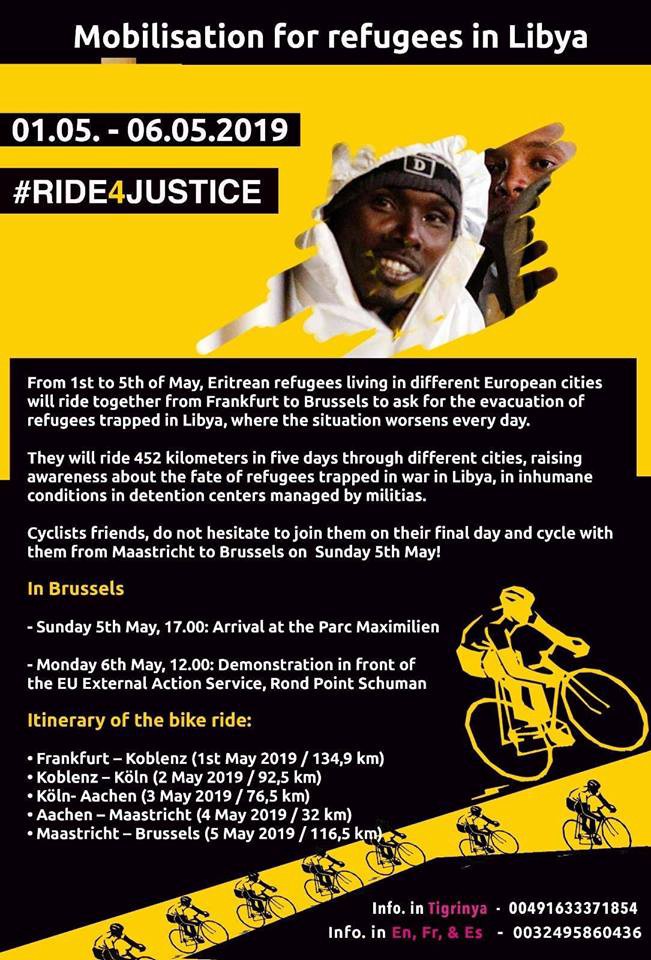 Mobilisation for refugees in Libya
01.05. - 06.05.2019
#RIDE4JUSTICE
D
From 1st to 5th of May, Eritrean refugees living in different European cities
will ride together from Frankfurt to Brussels to ask for the evacuation of
refugees trapped in Libya, where the situation worsens every day.
They will ride 452 kilometers in five days through different cities, raising
awareness about the fate of refugees trapped in war in Libya, in inhumane
conditions in detention centers managed by militias.
Cyclists friends, do not hesitate to join them on their final day and cycle with
them from Maastricht to Brussels on Sunday 5th May!
In Brussels
- Sunday 5th May, 17.00: Arrival at the Parc Maximilien
- Monday 6th May, 12.00: Demonstration in front of
the EU External Action Service, Rond Point Schuman
Itinerary of the bike ride:
• Frankfurt – Koblenz (1st May 2019 / 134,9 km)
• Koblenz – Köln (2 May 2019 / 92,5 km)
• Köln- Aachen (3 May 2019 / 76,5 km)
• Aachen – Maastricht (4 May 2019 / 32 km)
• Maastricht – Brussels (5 May 2019 / 116,5 km)
Info. in Tigrinya - 00491633371854
Info. in En, Fr, & Es - 0032495860436